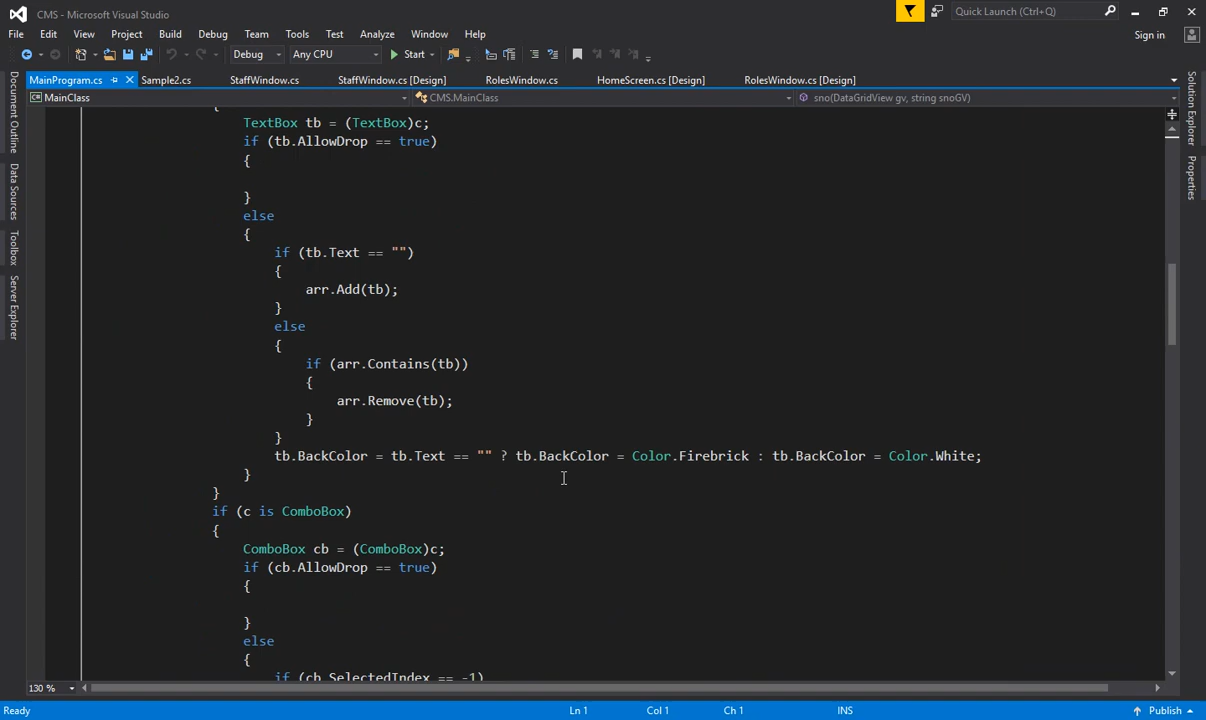 CMS - Microsoft Visual Studio
Quick Launch (Ctrl+Q)
File Edit View Project Build Debug Team Tools Test Analyze Window Help
Sign in
Debug Any CPU Start
MainProgram.cs Sample2.cs StaffWindow.cs StaffWindow.cs [Design] RolesWindow.cs HomeScreen.cs [Design] RolesWindow.cs [Design]
MainClass CMS.MainClass sno(DataGridView gv, string snoGV)
Document Outline
Data Sources
Toolbox
Server Explorer
Solution Explorer
Properties
{
TextBox tb = (TextBox)c;
if (tb.AllowDrop == true)
{
}
else
{
if (tb.Text == "")
{
arr.Add(tb);
}
else
{
if (arr.Contains(tb))
{
arr.Remove(tb);
}
}
tb.BackColor = tb.Text == "" ? tb.BackColor = Color.Firebrick : tb.BackColor = Color.White;
}
}
if (c is ComboBox)
{
ComboBox cb = (ComboBox)c;
if (cb.AllowDrop == true)
{
}
else
{
if (cb.SelectedIndex == -1)
130 %
Ready Ln 1 Col 1 Ch 1 INS Publish